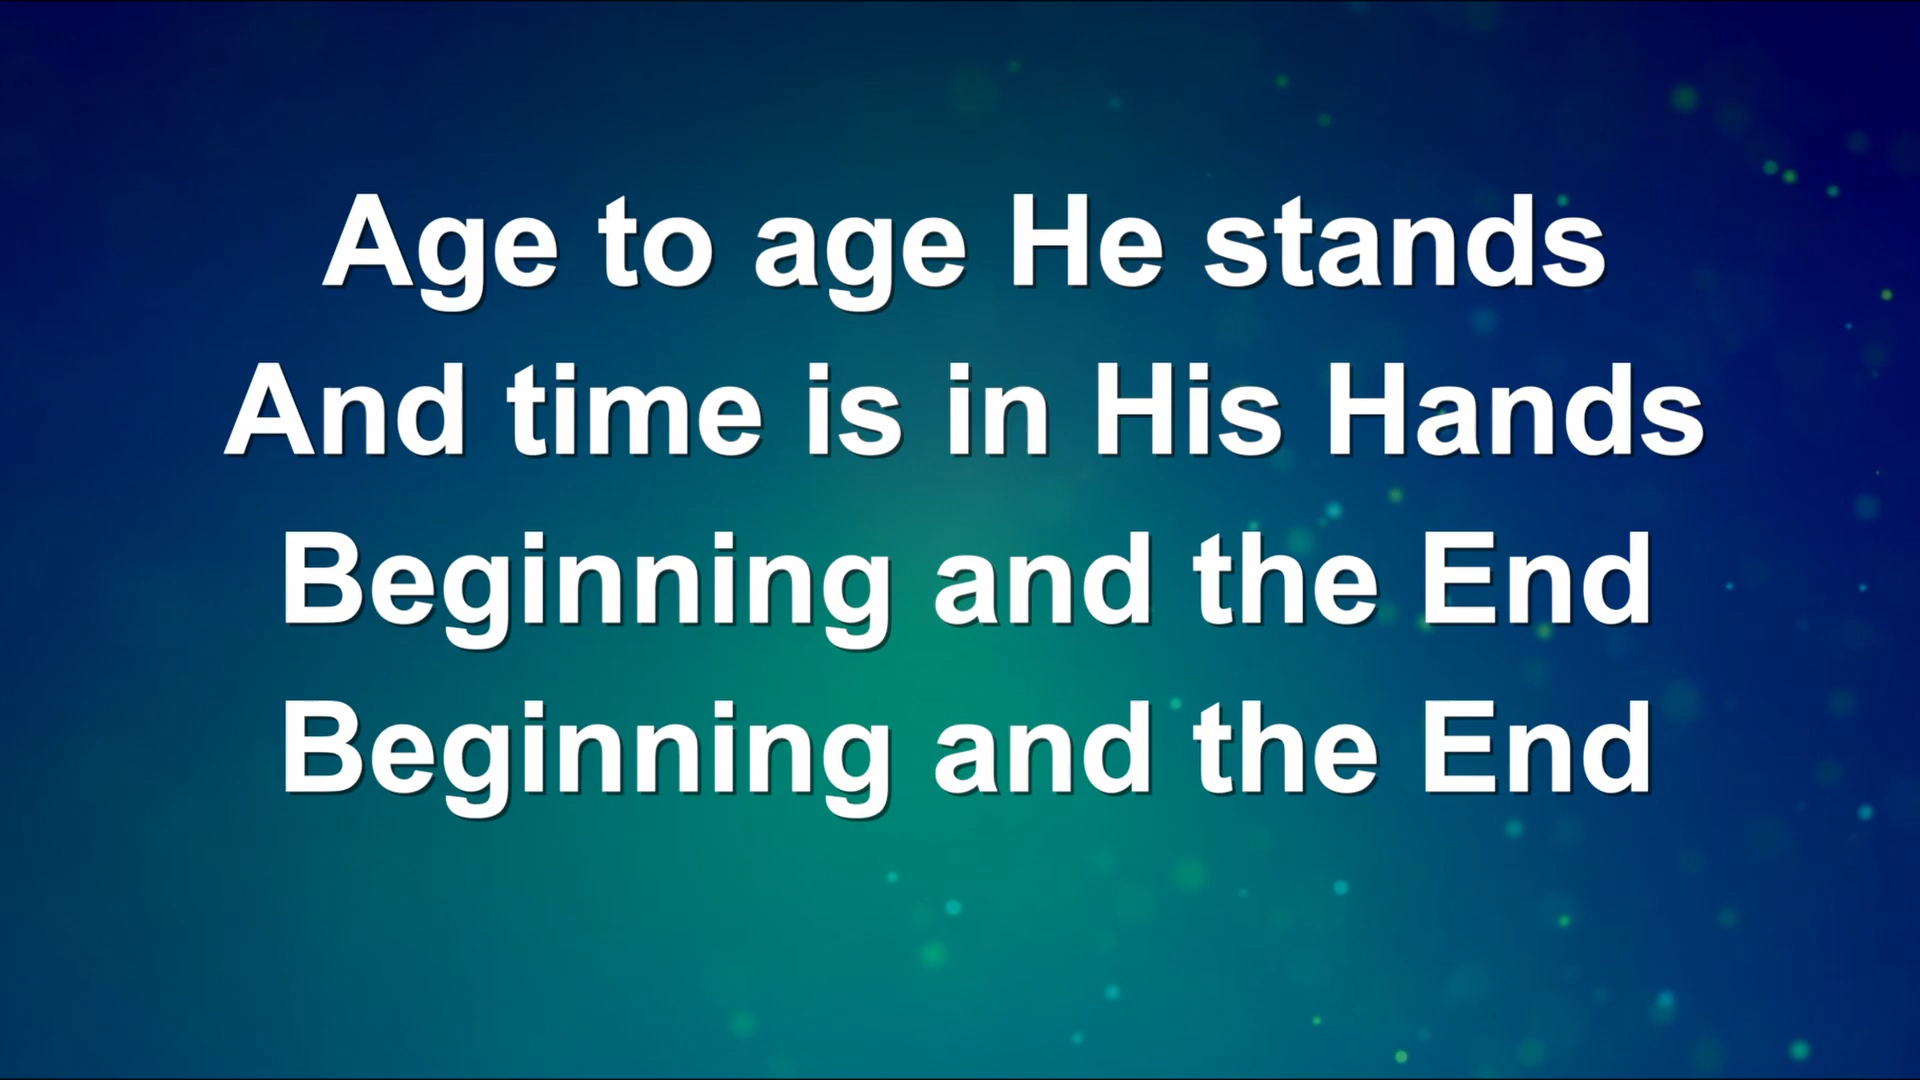 Age to age He stands
And time is in His Hands
Beginning and the End
Beginning and the End